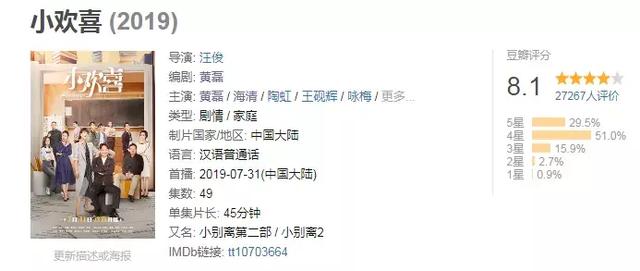 小欢喜 (2019)
小欢喜
导演: 汪俊
编剧: 黄磊
主演: 黄磊 / 海清 / 陶虹 / 王砚辉 / 咏梅 / 更多...
类型: 剧情 / 家庭
制片国家/地区: 中国大陆
语言: 汉语普通话
首播: 2019-07-31(中国大陆)
集数: 49
单集片长: 45分钟
又名: 小别离第二部 / 小别离2
IMDb链接: tt10703664
更新描述或海报
豆瓣评分
8.1
27267人评价
5星 29.5%
4星 51.0%
3星 15.9%
2星 2.7%
1星 0.9%